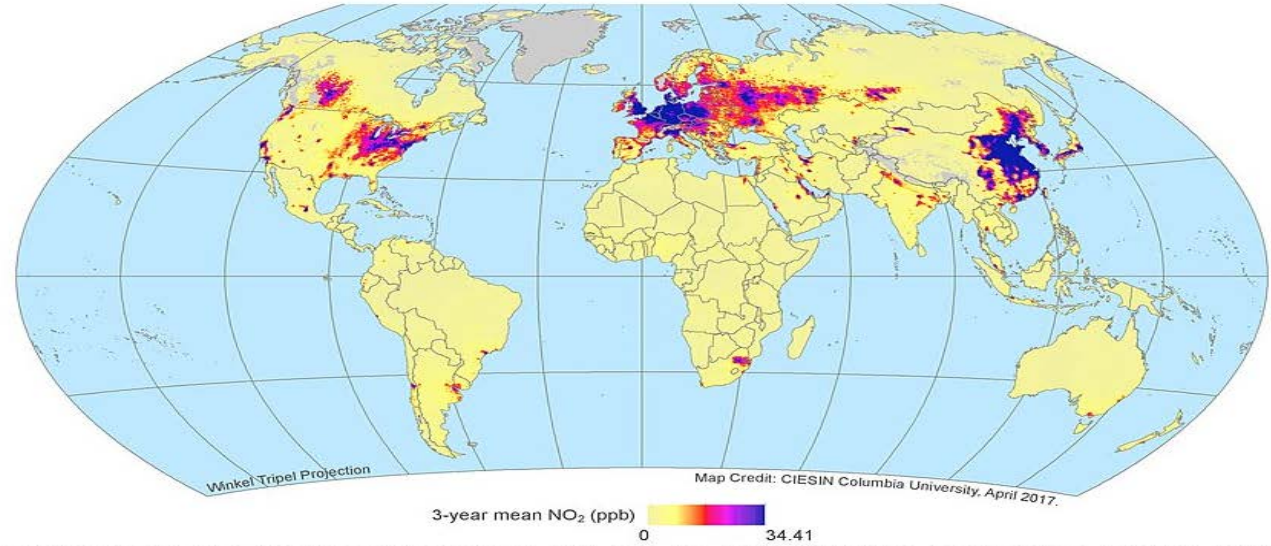 Winkel Tripel Projection
Map Credit: CIESIN Columbia University, April 2017.
3-year mean NO₂ (ppb)
0 34.41